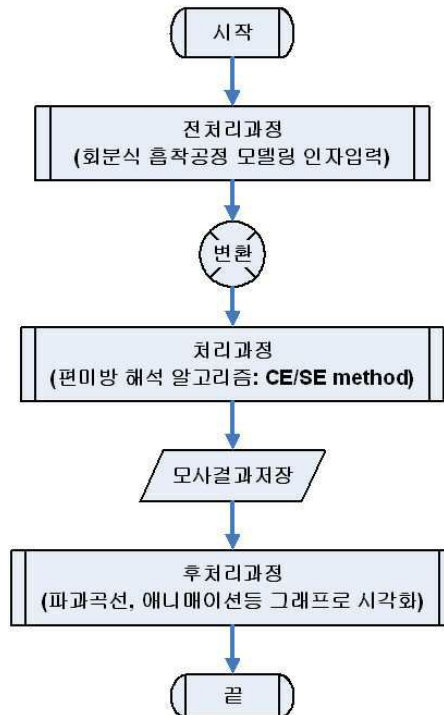 시작
전처리과정
(회분식 흡착공정 모델링 인자입력)
변환
처리과정
(편미방 해석 알고리즘: CE/SE method)
모사결과저장
후처리과정
(파과곡선, 애니매이션등 그래프로 시각화)
끝